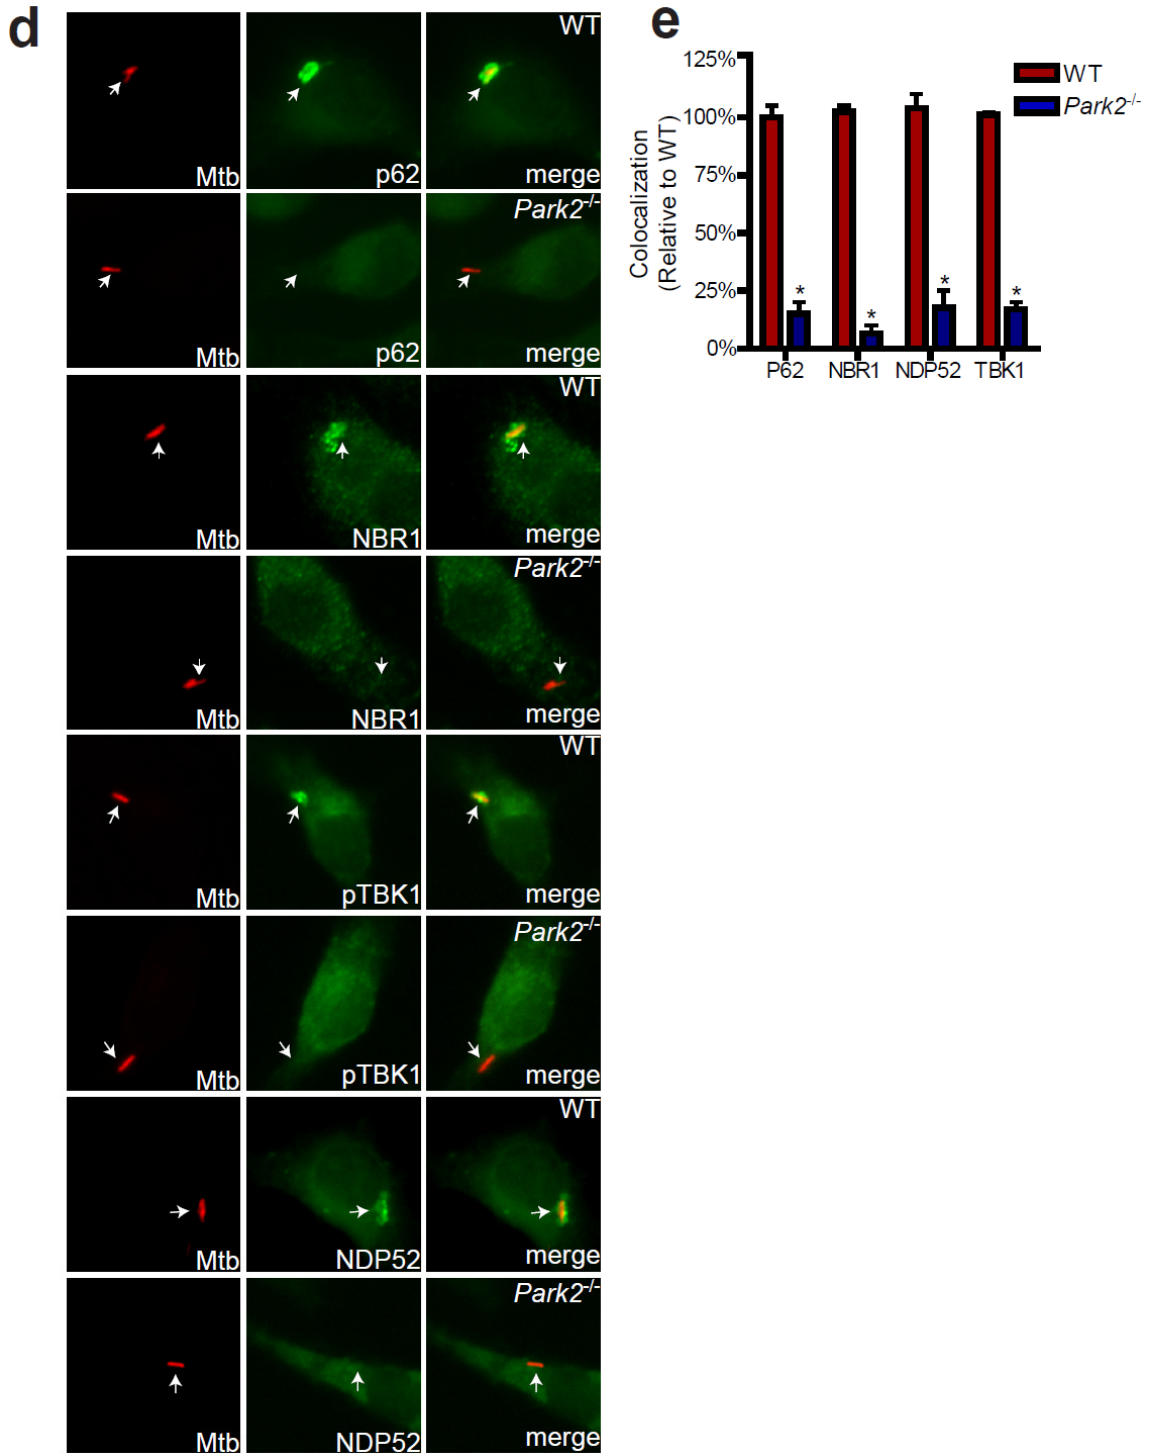 d
WT
Mtb
p62
merge
Park2-/-
Mtb
p62
merge
WT
Mtb
NBR1
merge
Park2-/-
Mtb
NBR1
merge
WT
Mtb
pTBK1
merge
Park2-/-
Mtb
pTBK1
merge
WT
Mtb
NDP52
merge
Park2-/-
Mtb
NDP52
merge
e
Colocalization
(Relative to WT)
125%
100%
75%
50%
25%
0%
WT
Park2-/-
*
*
*
*
P62
NBR1
NDP52
TBK1